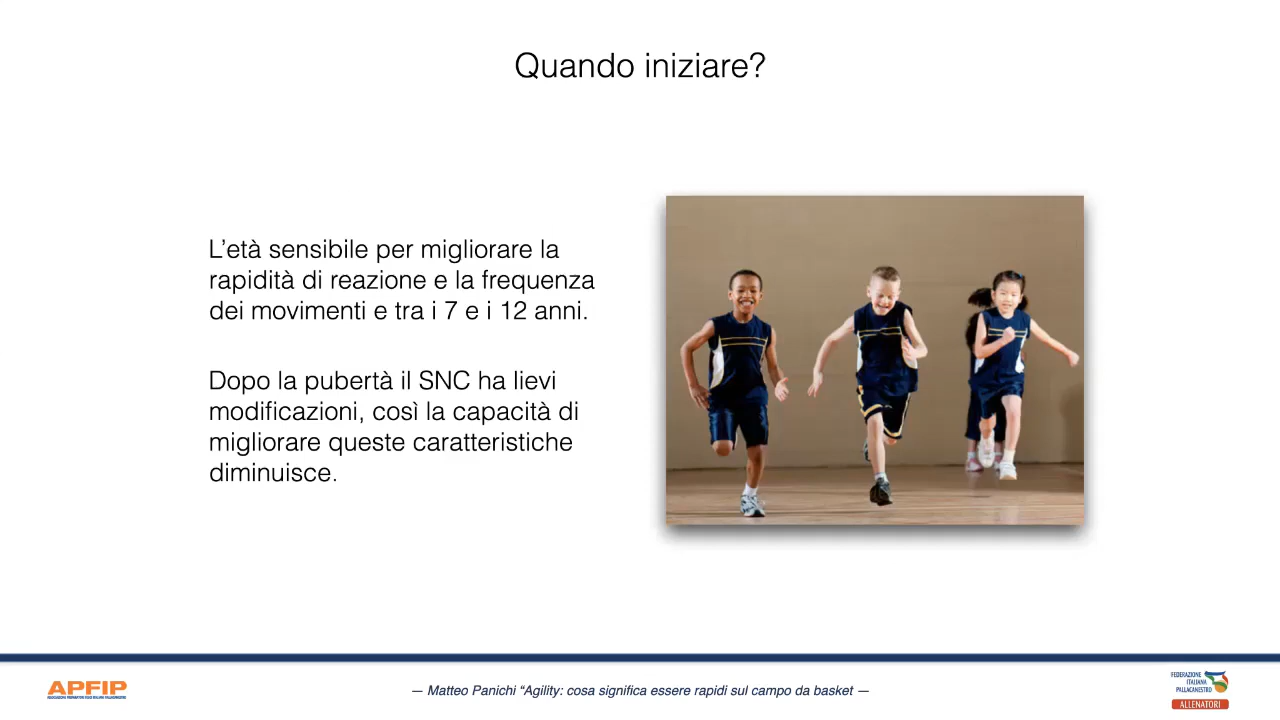 Quando iniziare?
L’età sensibile per migliorare la
rapidità di reazione e la frequenza
dei movimenti e tra i 7 e i 12 anni.
Dopo la pubertà il SNC ha lievi
modificazioni, così la capacità di
migliorare queste caratteristiche
diminuisce.
APFIP
— Matteo Panichi “Agility: cosa significa essere rapidi sul campo da basket —
FEDERAZIONE
ITALIANA
PALLACANESTRO
ALLENATORI